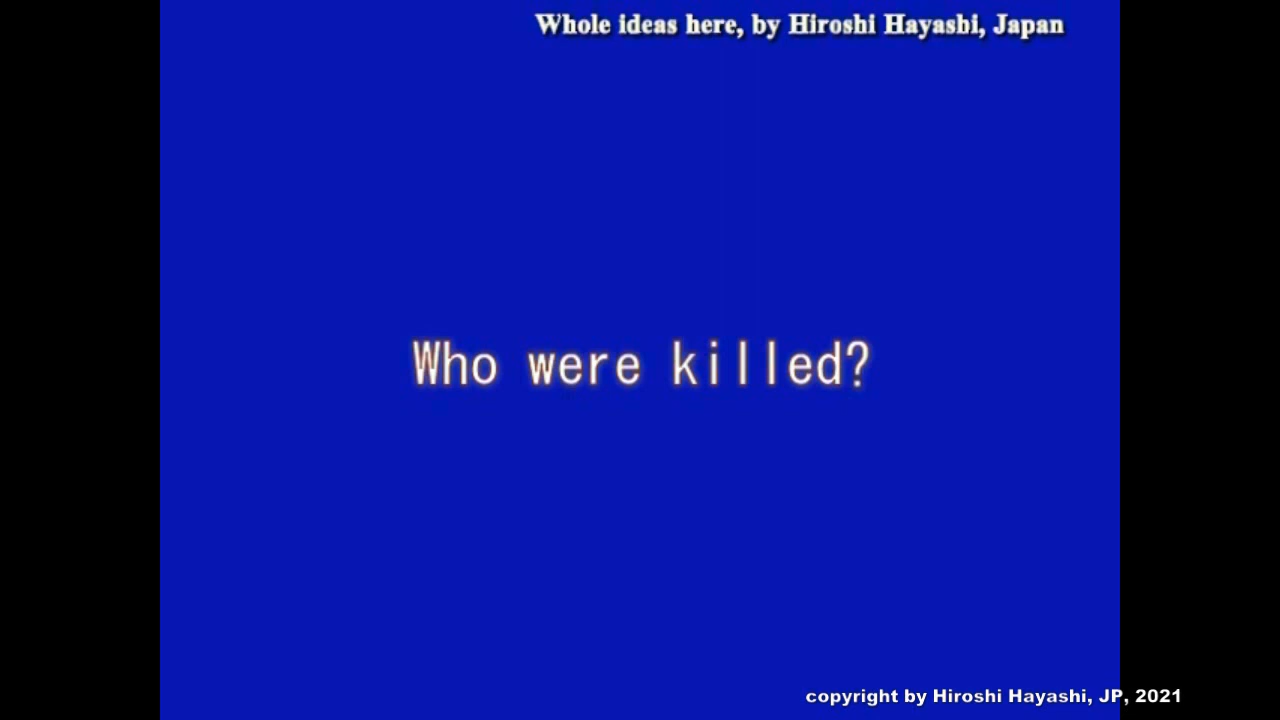 Whole ideas here, by Hiroshi Hayashi, Japan
Who were killed?
copyright by Hiroshi Hayashi, JP, 2021